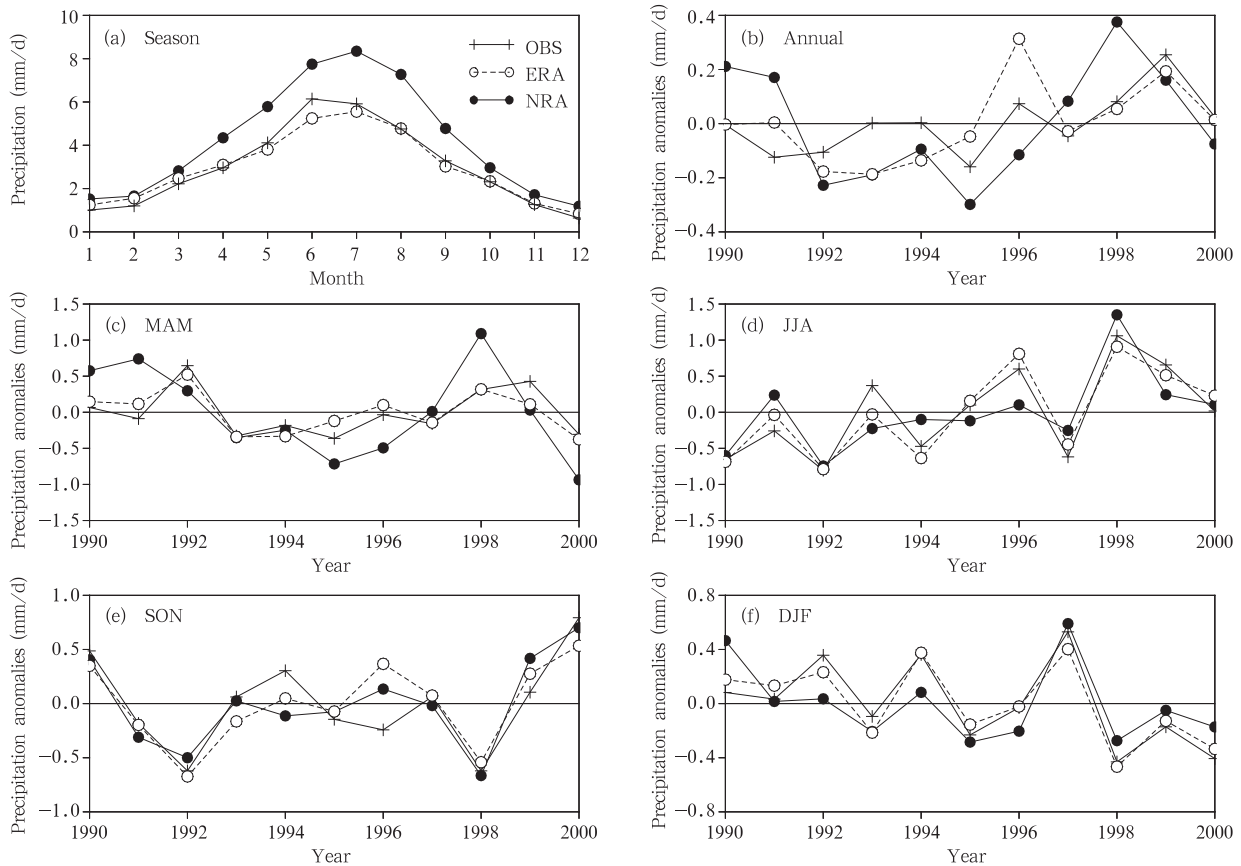 (a) Season
Precipitation (mm/d)
10
8
6
4
2
0
OBS
ERA
NRA
1 2 3 4 5 6 7 8 9 10 11 12
Month
(b) Annual
Precipitation anomalies (mm/d)
0.4
0.2
0.0
−0.2
−0.4
1990 1992 1994 1996 1998 2000
Year
(c) MAM
Precipitation anomalies (mm/d)
1.5
1.0
0.5
0.0
−0.5
−1.0
−1.5
1990 1992 1994 1996 1998 2000
Year
(d) JJA
Precipitation anomalies (mm/d)
1.5
1.0
0.5
0.0
−0.5
−1.0
−1.5
1990 1992 1994 1996 1998 2000
Year
(e) SON
Precipitation anomalies (mm/d)
1.0
0.5
0.0
−0.5
−1.0
1990 1992 1994 1996 1998 2000
Year
(f) DJF
Precipitation anomalies (mm/d)
0.8
0.4
0.0
−0.4
−0.8
1990 1992 1994 1996 1998 2000
Year